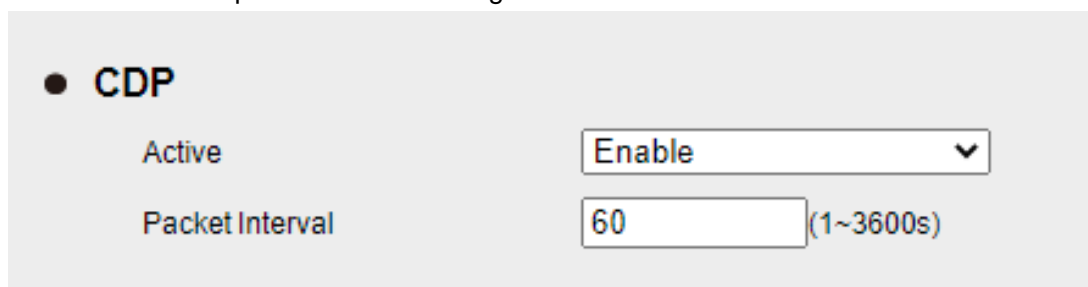 ● CDP
Active Enable
Packet Interval 60 (1~3600s)